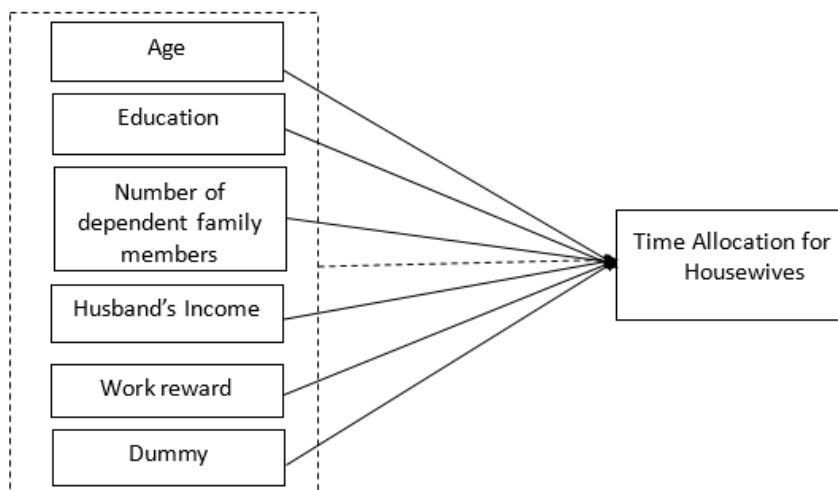 Age
Education
Number of
dependent family
members
Husband's Income
Work reward
Dummy
Time Allocation for
Housewives